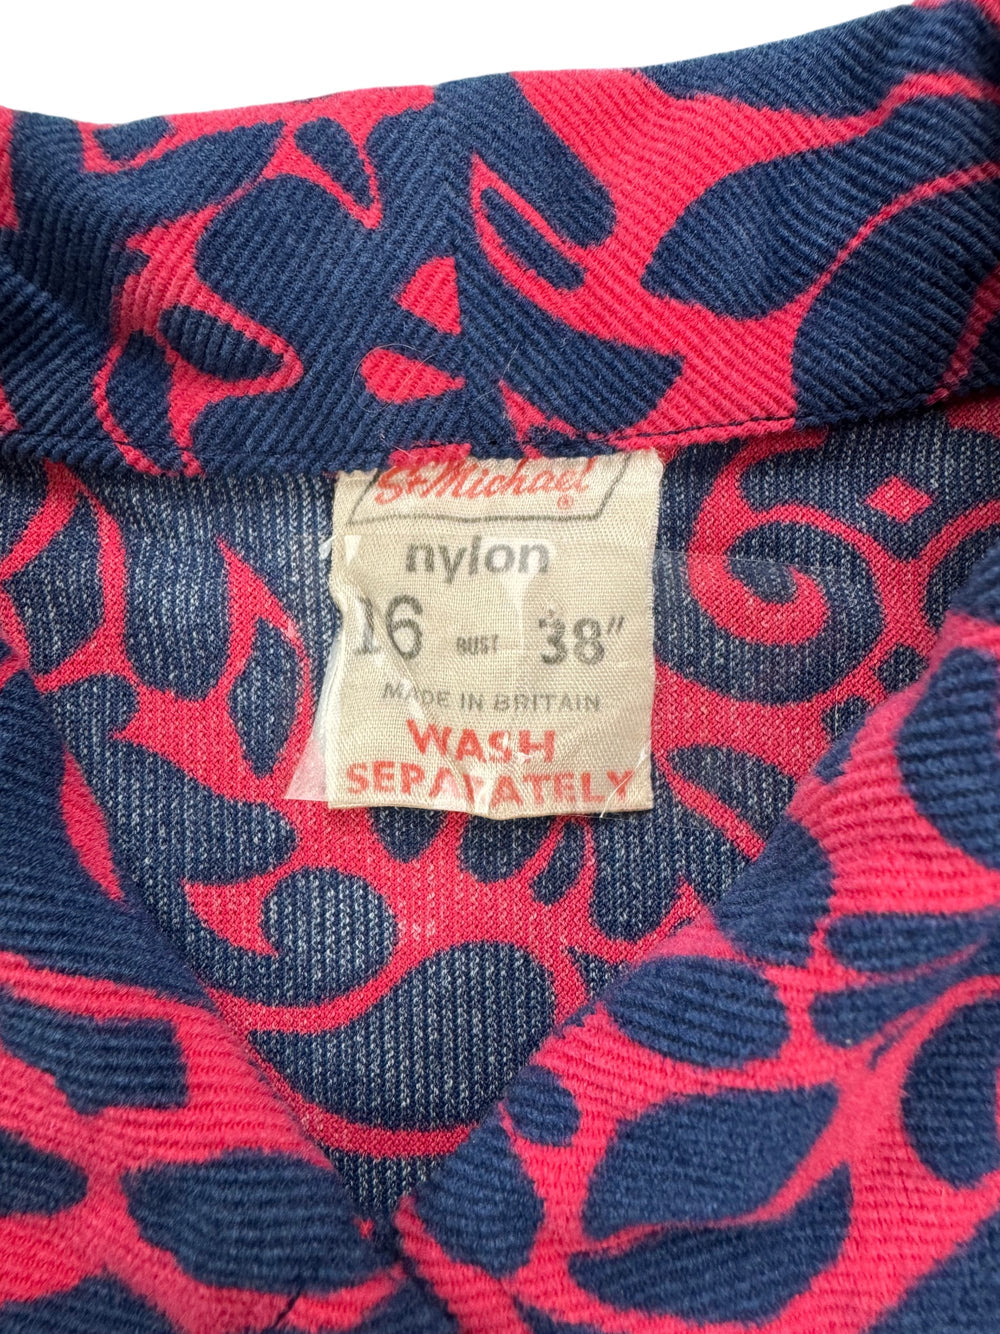 St Michael ®
nylon
16 BUST 38"
MADE IN BRITAIN
WASH
SEPARATELY